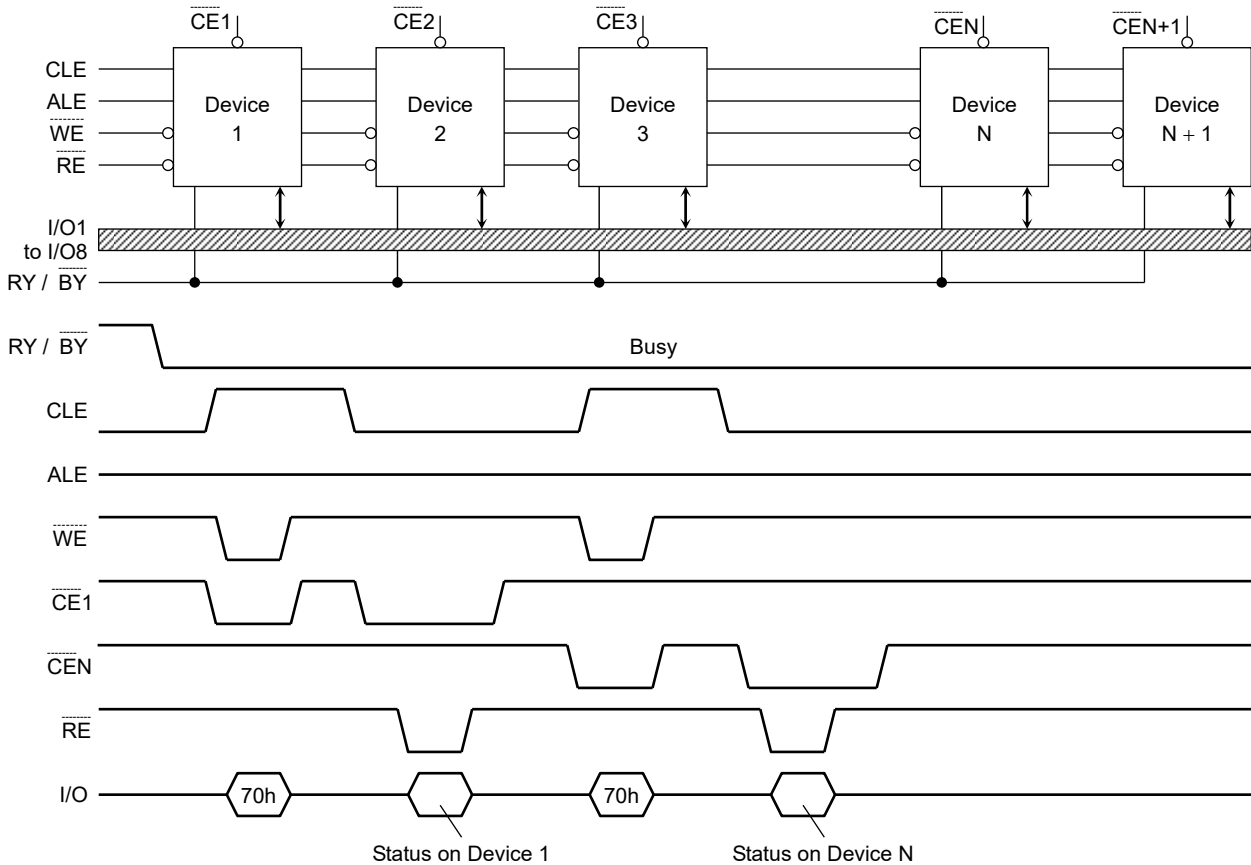 CE1 CE2 CE3 CEN CEN+1
CLE
ALE
WE
RE
Device 1
Device 2
Device 3
Device N
Device N + 1
I/O1
to I/O8
RY / BY
RY / BY
Busy
CLE
ALE
WE
CE1
CEN
RE
I/O
70h
70h
Status on Device 1
Status on Device N